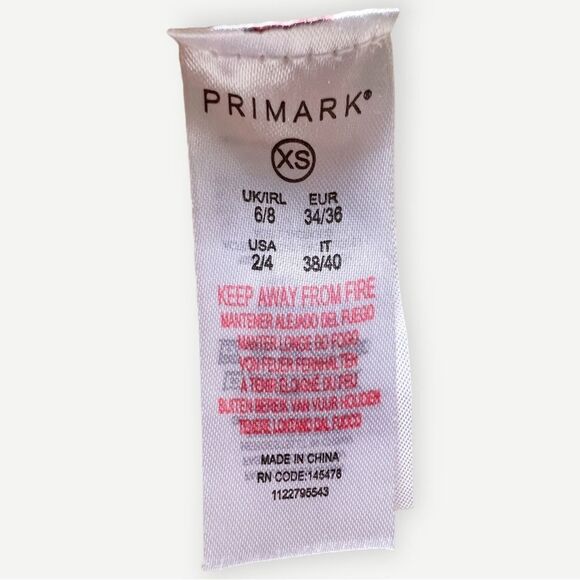 PRIMARK®
XS
UK/IRL EUR
6/8 34/36
USA IT
2/4 38/40
KEEP AWAY FROM FIRE
MANTENER ALEJADO DEL FUEGO
MANTER LONGE DO FOGO
VON FEUER FERNHALTEN
A TENIR ÉLOIGNÉ DU FEU
BUITEN BEREIK VAN VUUR HOUDEN
TENERE LONTANO DAL FUOCO
MADE IN CHINA
RN CODE:145476
1122795543